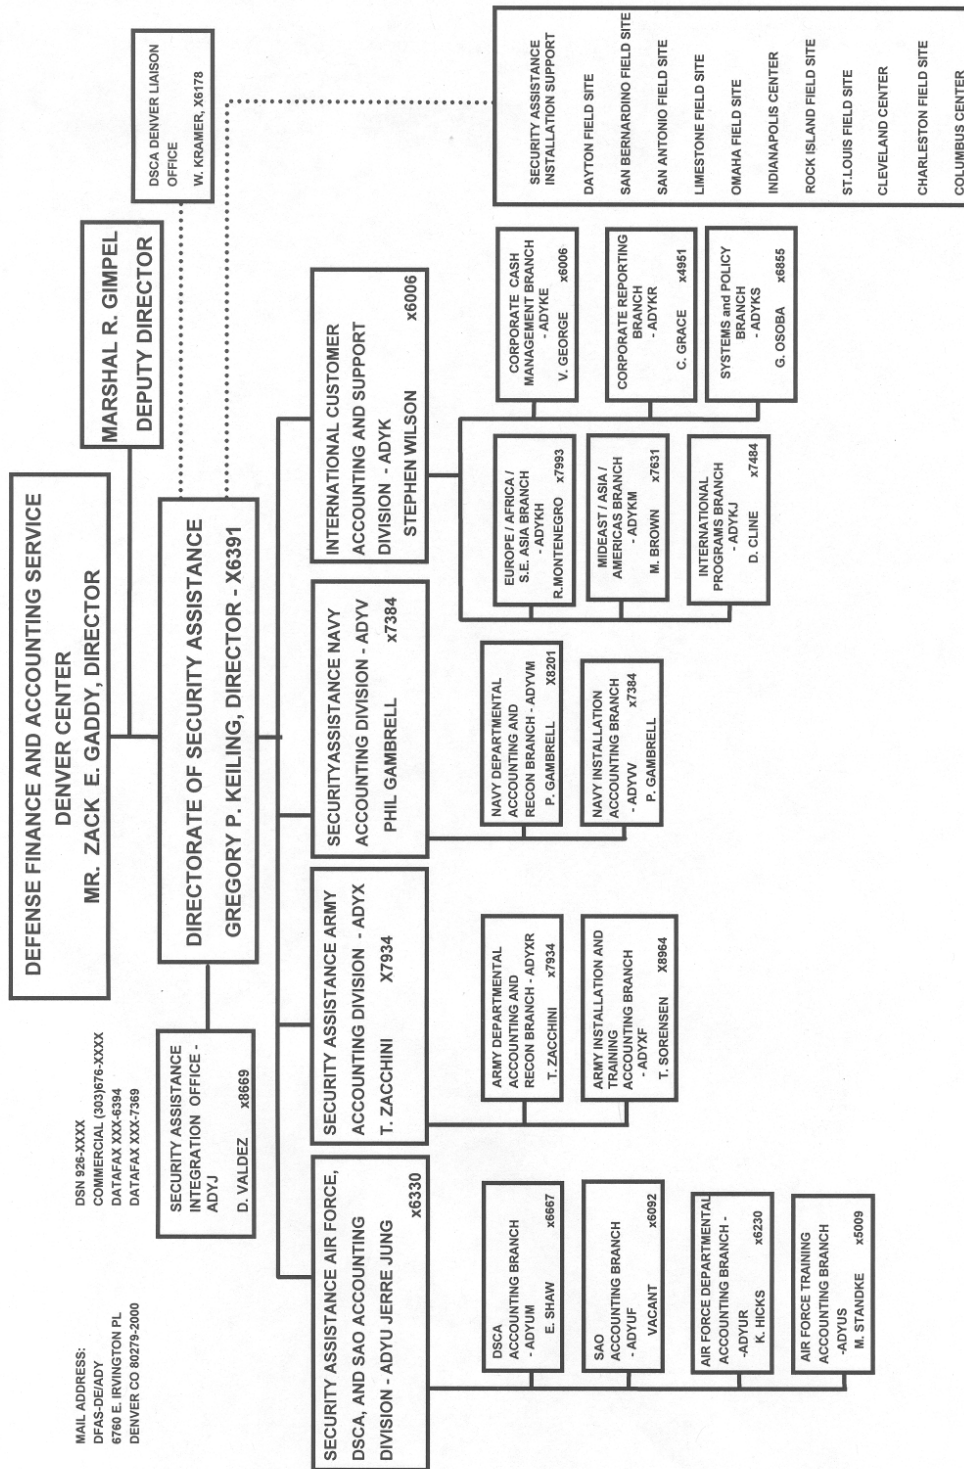 DEFENSE FINANCE AND ACCOUNTING SERVICE
DENVER CENTER
MR. ZACK E. GADDY, DIRECTOR
MARSHAL R. GIMPEL
DEPUTY DIRECTOR
MAIL ADDRESS:
DFAS-DE/ADY
6760 E. IRVINGTON PL
DENVER CO 80279-2000
DSN 926-XXXX
COMMERCIAL (303)676-XXXX
DATAFAX XXX-6394
DATAFAX XXX-7369
DSCA DENVER LIAISON
OFFICE
W. KRAMER, X6178
SECURITY ASSISTANCE
INTEGRATION OFFICE -
ADYJ
D. VALDEZ x8669
DIRECTORATE OF SECURITY ASSISTANCE
GREGORY P. KEILING, DIRECTOR - X6391
SECURITY ASSISTANCE AIR FORCE,
DSCA, AND SAO ACCOUNTING
DIVISION - ADYU JERRE JUNG
x6330
SECURITY ASSISTANCE ARMY
ACCOUNTING DIVISION - ADYX
T. ZACCHINI X7934
SECURITYASSISTANCE NAVY
ACCOUNTING DIVISION - ADYV
PHIL GAMBRELL x7384
INTERNATIONAL CUSTOMER
ACCOUNTING AND SUPPORT
DIVISION - ADYK
STEPHEN WILSON x6006
DSCA
ACCOUNTING BRANCH
- ADYUM
E. SHAW x6667
SAO
ACCOUNTING BRANCH
- ADYUF
VACANT x6092
AIR FORCE DEPARTMENTAL
ACCOUNTING BRANCH -
-ADYUR
K. HICKS x6230
AIR FORCE TRAINING
ACCOUNTING BRANCH
-ADYUS
M. STANDKE x5009
ARMY DEPARTMENTAL
ACCOUNTING AND
RECON BRANCH - ADYXR
T. ZACCHINI x7934
ARMY INSTALLATION AND
TRAINING
ACCOUNTING BRANCH
- ADYXF
T. SORENSEN X8964
NAVY DEPARTMENTAL
ACCOUNTING AND
RECON BRANCH - ADYVM
P. GAMBRELL X8201
NAVY INSTALLATION
ACCOUNTING BRANCH
- ADYVV x7384
P. GAMBRELL
EUROPE / AFRICA /
S.E. ASIA BRANCH
- ADYKH
R.MONTENEGRO x7993
MIDEAST / ASIA /
AMERICAS BRANCH
- ADYKM
M. BROWN x7631
INTERNATIONAL
PROGRAMS BRANCH
- ADYKJ
D. CLINE x7484
CORPORATE CASH
MANAGEMENT BRANCH
- ADYKE
V. GEORGE x6006
CORPORATE REPORTING
BRANCH
- ADYKR
C. GRACE x4951
SYSTEMS and POLICY
BRANCH
- ADYKS
G. OSOBA x6855
SECURITY ASSISTANCE
INSTALLATION SUPPORT
DAYTON FIELD SITE
SAN BERNARDINO FIELD SITE
SAN ANTONIO FIELD SITE
LIMESTONE FIELD SITE
OMAHA FIELD SITE
INDIANAPOLIS CENTER
ROCK ISLAND FIELD SITE
ST.LOUIS FIELD SITE
CLEVELAND CENTER
CHARLESTON FIELD SITE
COLUMBUS CENTER